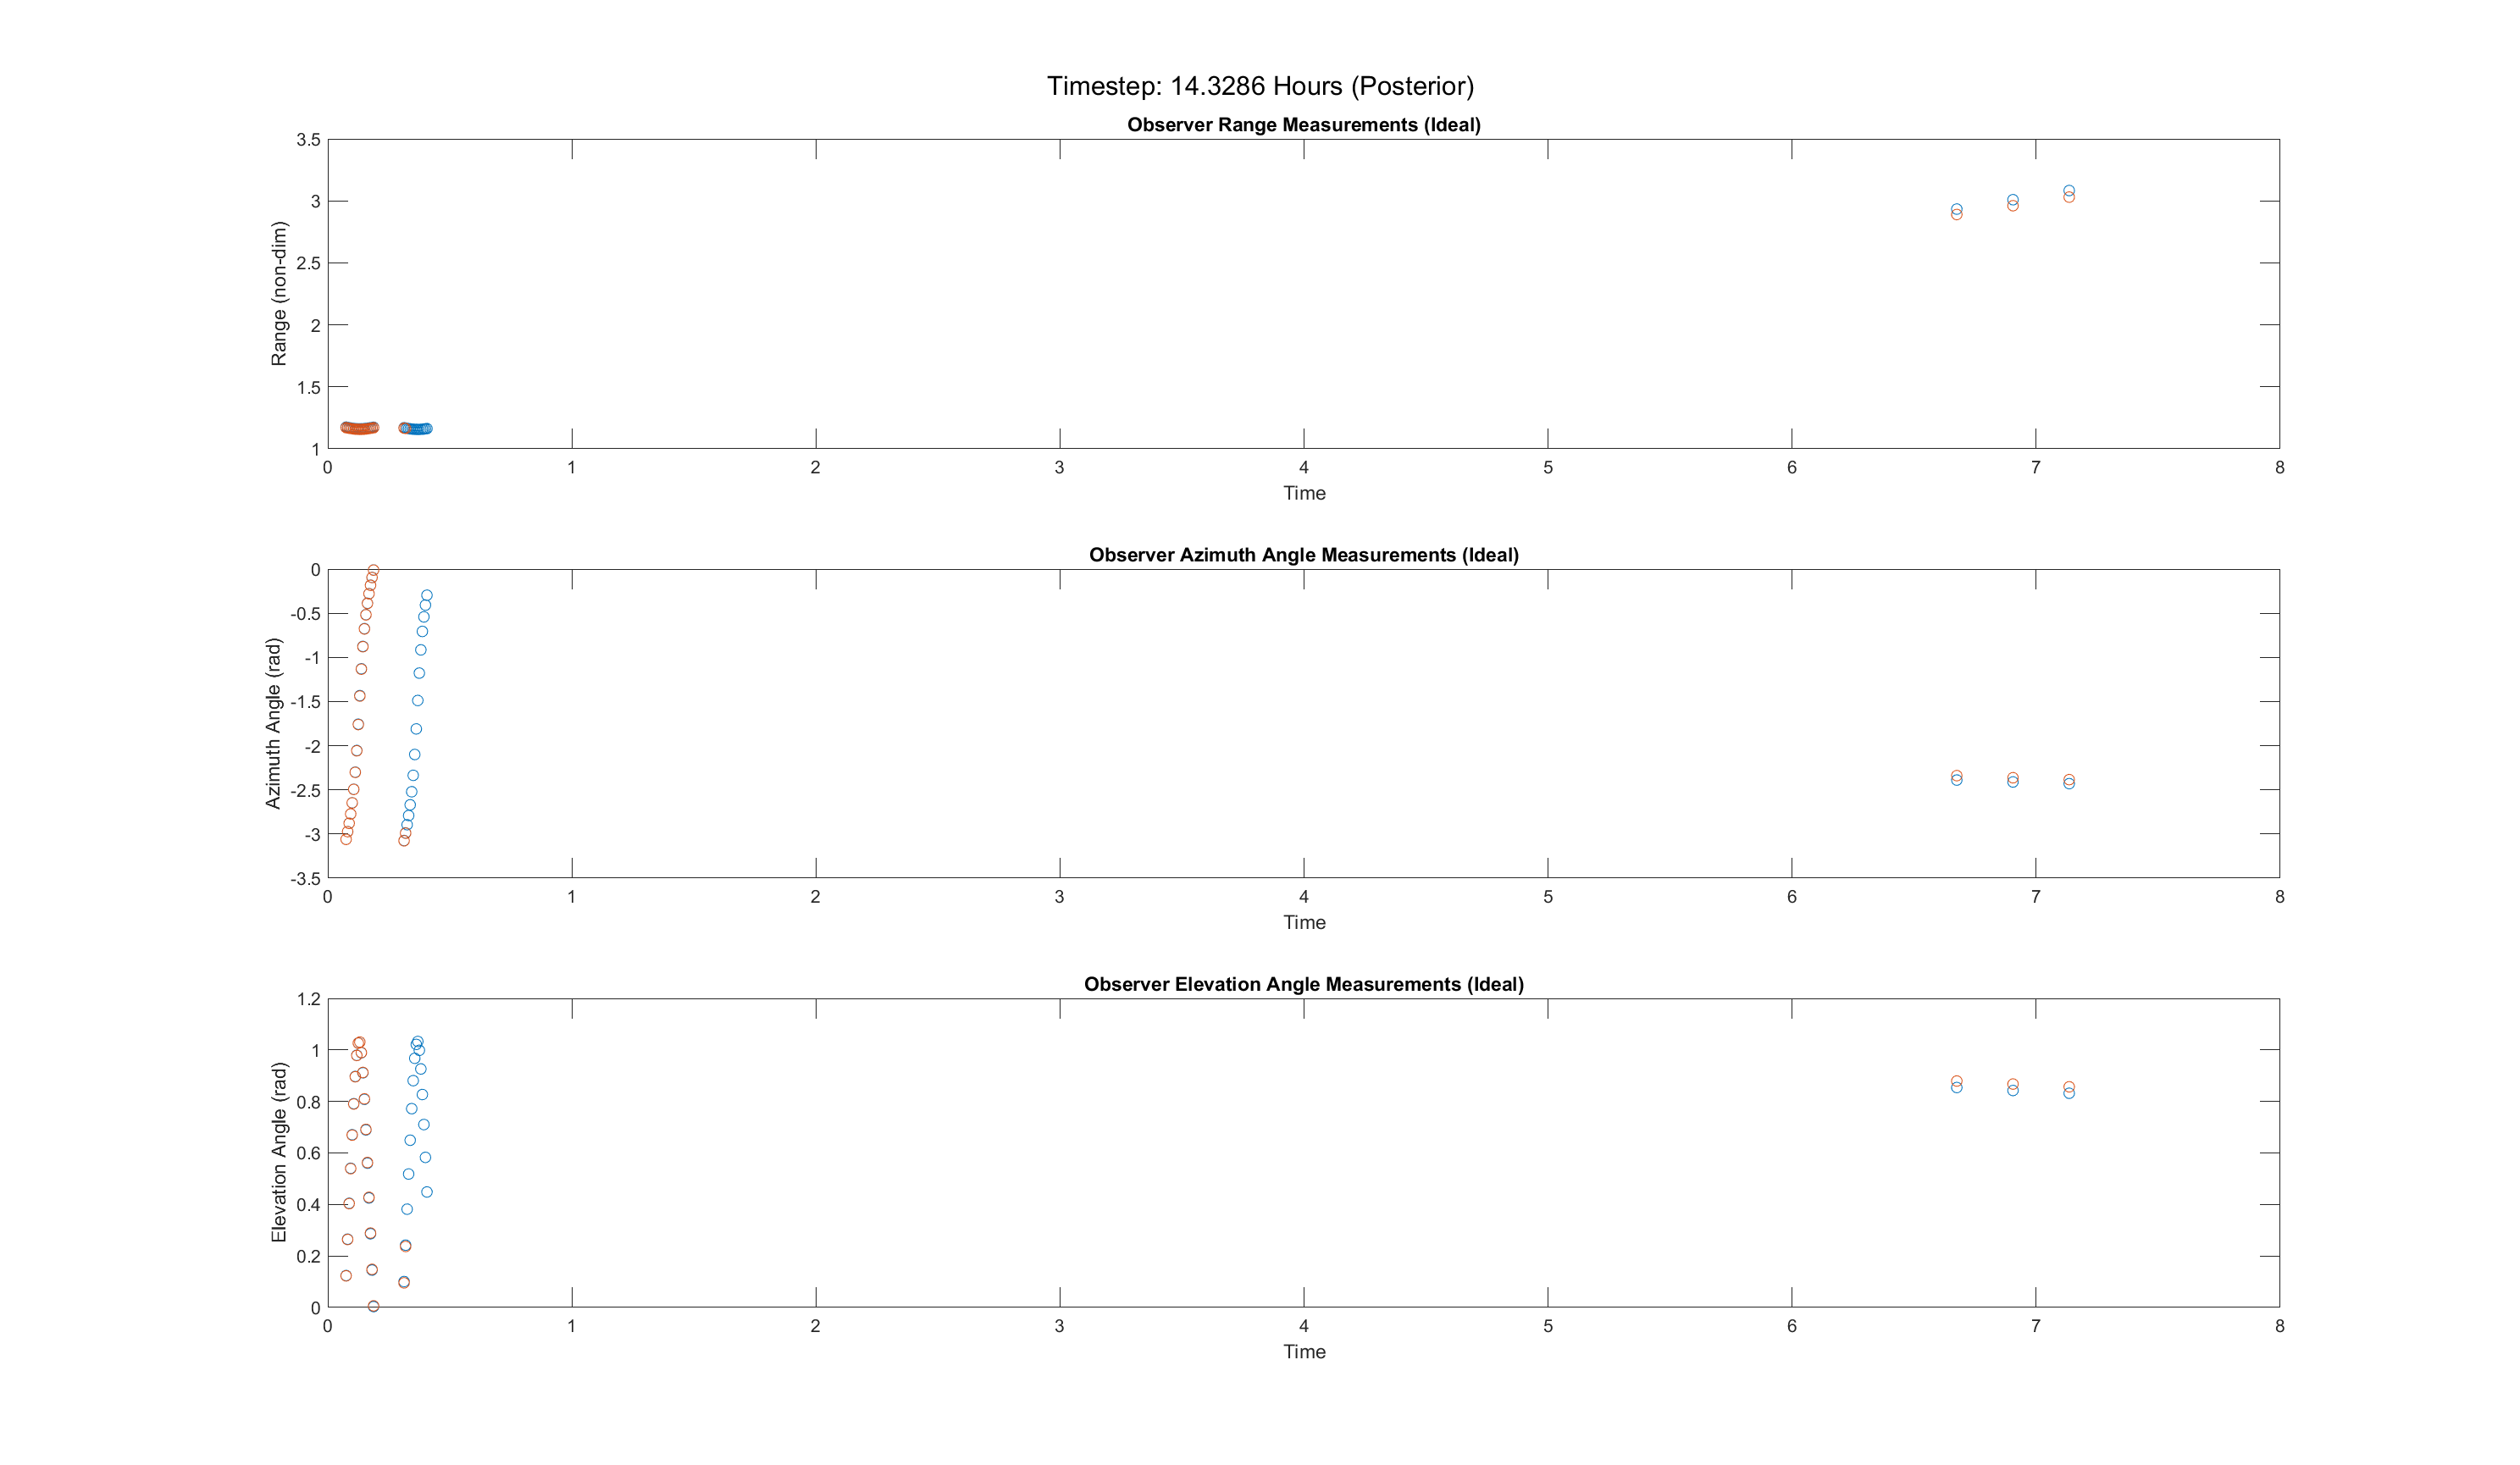 Timestep: 14.3286 Hours (Posterior)
Observer Range Measurements (Ideal)
Range (non-dim)
3.5
3
2.5
2
1.5
1
0 1 2 3 4 5 6 7 8
Time
Observer Azimuth Angle Measurements (Ideal)
Azimuth Angle (rad)
0
-0.5
-1
-1.5
-2
-2.5
-3
-3.5
0 1 2 3 4 5 6 7 8
Time
Observer Elevation Angle Measurements (Ideal)
Elevation Angle (rad)
1.2
1
0.8
0.6
0.4
0.2
0
0 1 2 3 4 5 6 7 8
Time